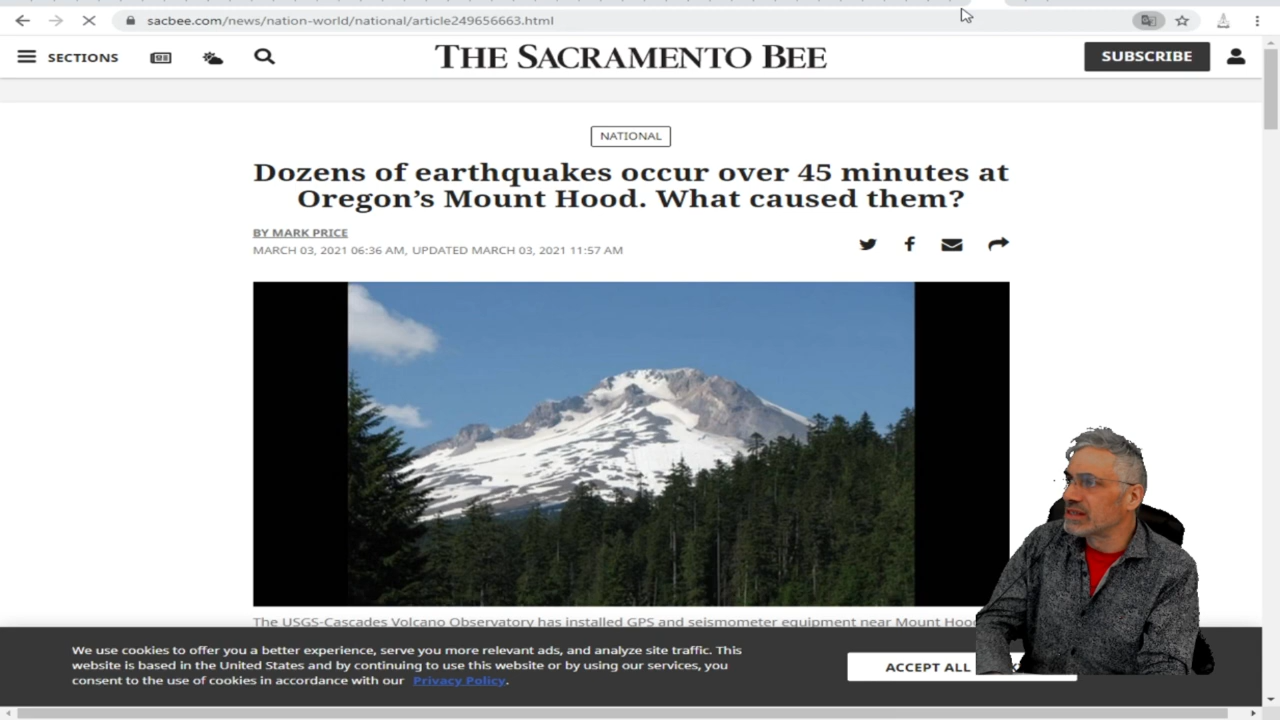 sacbee.com/news/nation-world/national/article249656663.html
SECTIONS
THE SACRAMENTO BEE
SUBSCRIBE
NATIONAL
Dozens of earthquakes occur over 45 minutes at
Oregon's Mount Hood. What caused them?
BY MARK PRICE
MARCH 03, 2021 06:36 AM, UPDATED MARCH 03, 2021 11:57 AM
The USGS-Cascades Volcano Observatory has installed GPS and seismometer equipment near Mount
We use cookies to offer you a better experience, serve you more relevant ads, and analyze site traffic. This
website is based in the United States and by continuing to use this website or by using our services, you
consent to the use of cookies in accordance with our Privacy Policy.
ACCEPT ALL